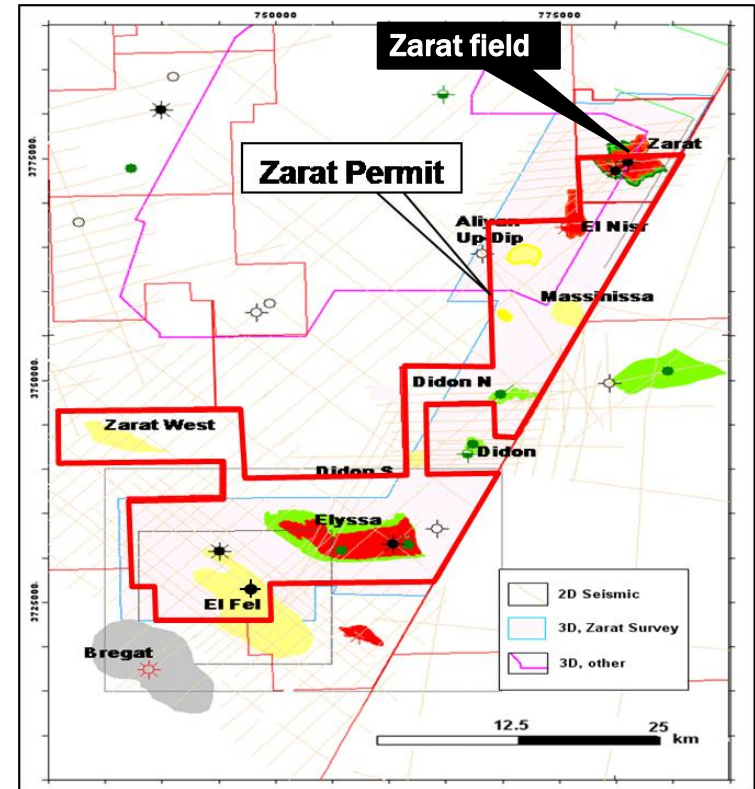 750000
775000
Zarat field
Zarat
3775000
Zarat Permit
Aliyan
Up Dip
El Nisr
Massinissa
3750000
Didon N
Zarat West
Didon
Didon S
Elyssa
2D Seismic
3D, Zarat Survey
3D, other
El Fel
3725000
Bregat
12.5
25
km